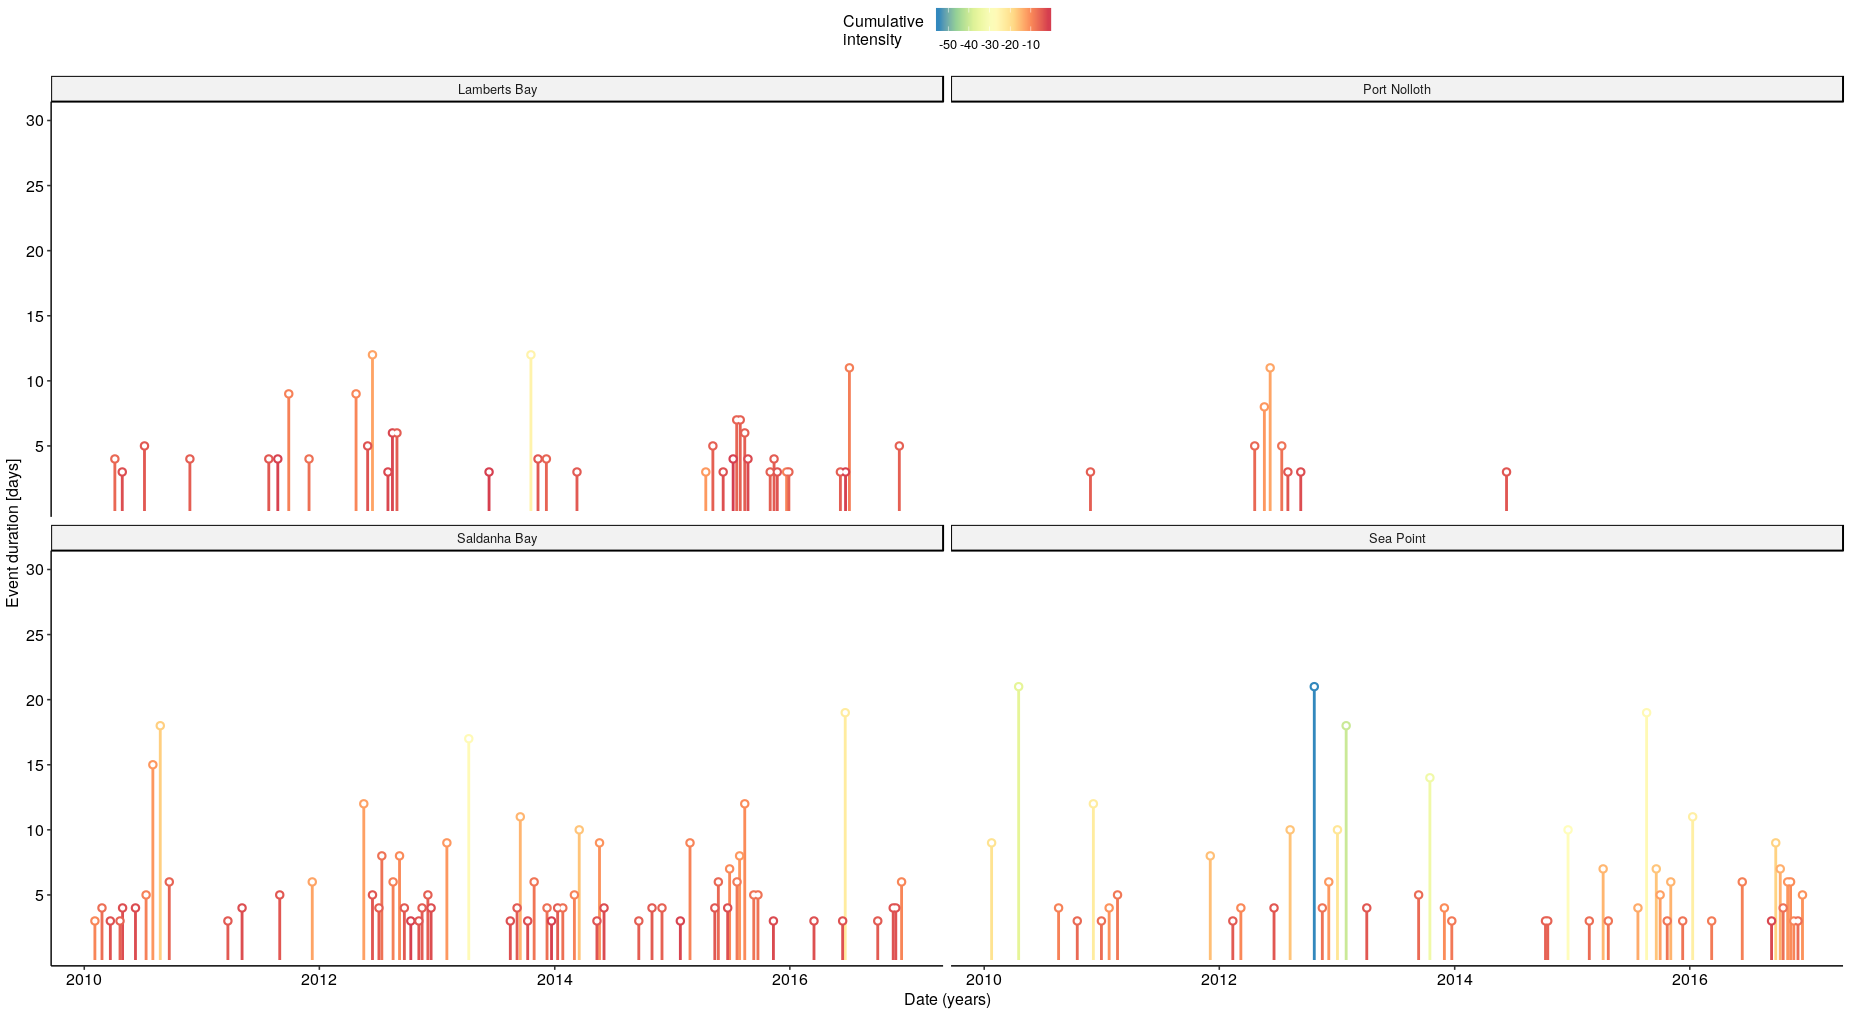 Cumulative
intensity
-50 -40 -30 -20 -10
Lamberts Bay
Port Nolloth
30
25
20
15
10
5
Saldanha Bay
Sea Point
30
25
20
15
10
5
Event duration [days]
2010 2012 2014 2016
2010 2012 2014 2016
Date (years)